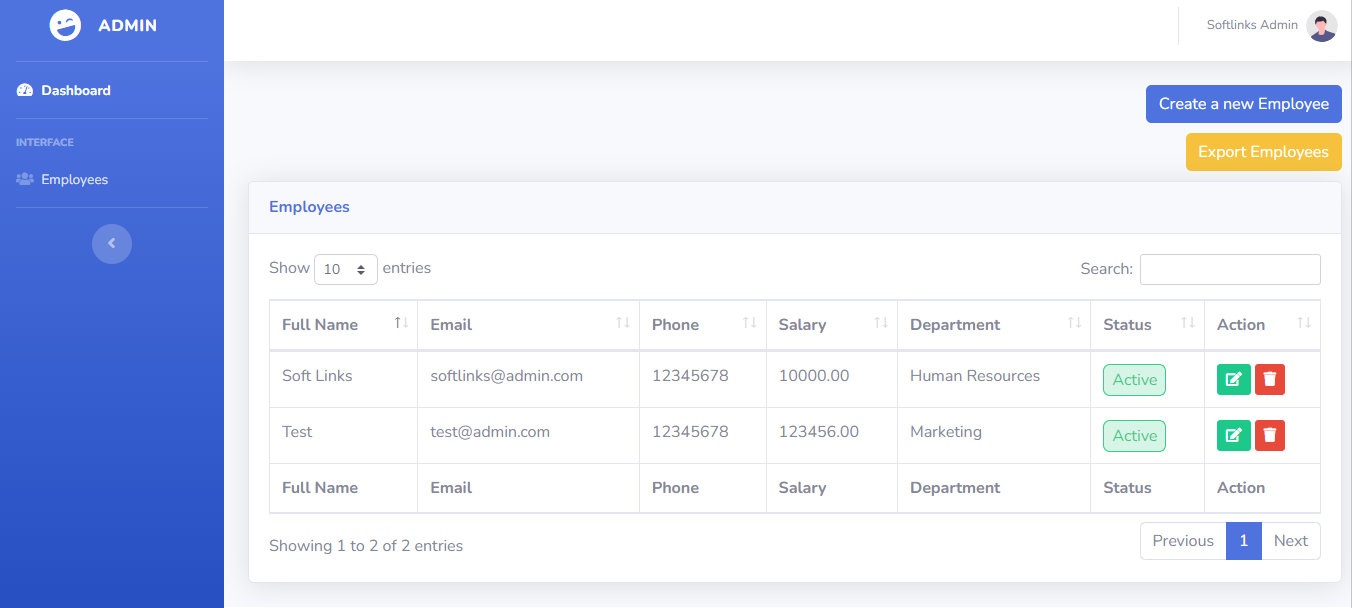 ADMIN
Softlinks Admin
Dashboard
INTERFACE
Employees
Create a new Employee
Export Employees
Employees
Show 10 entries
Search:
Full Name Email Phone Salary Department Status Action
Soft Links softlinks@admin.com 12345678 10000.00 Human Resources Active
Test test@admin.com 12345678 123456.00 Marketing Active
Full Name Email Phone Salary Department Status Action
Showing 1 to 2 of 2 entries
Previous 1 Next